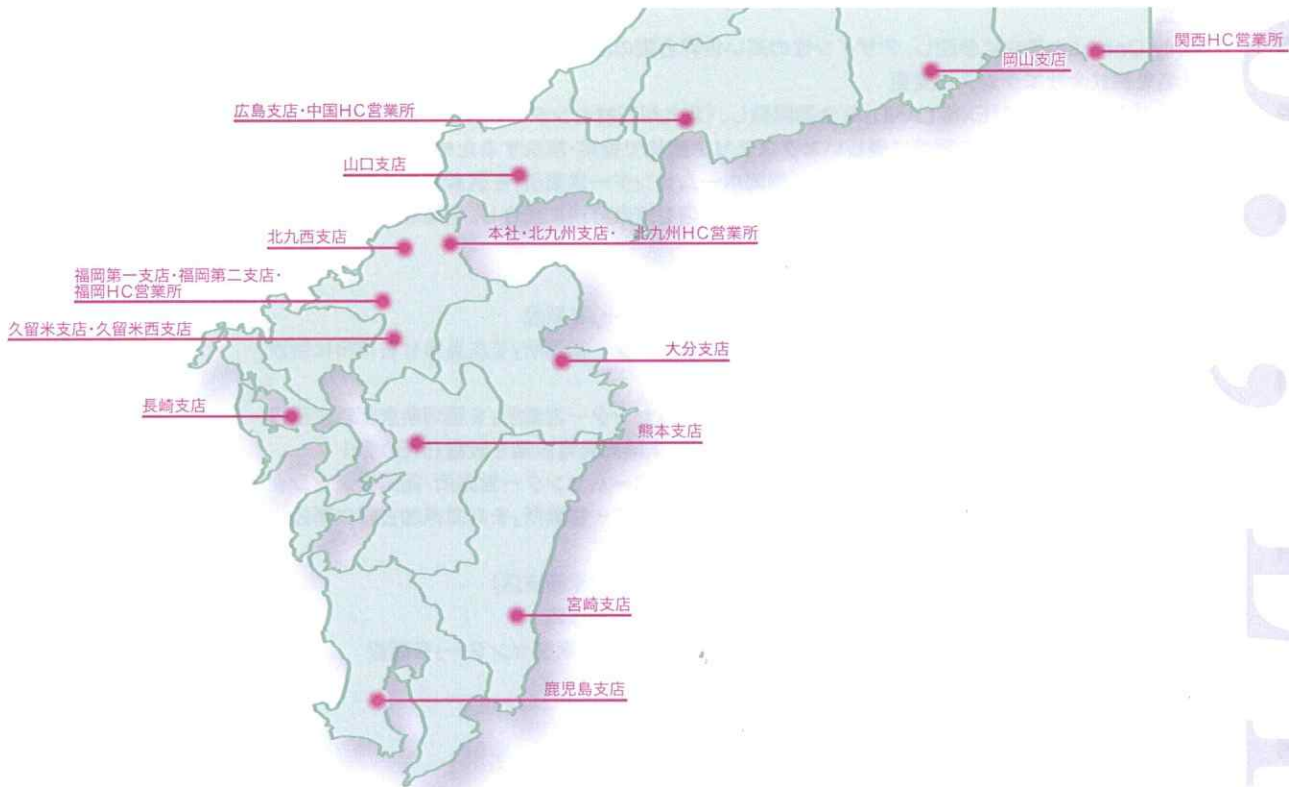 関西HC営業所
岡山支店
広島支店・中国HC営業所
山口支店
北九西支店
本社・北九州支店・ 北九州HC営業所
福岡第一支店・福岡第二支店・
福岡HC営業所
久留米支店・久留米西支店
大分支店
長崎支店
熊本支店
宮崎支店
鹿児島支店